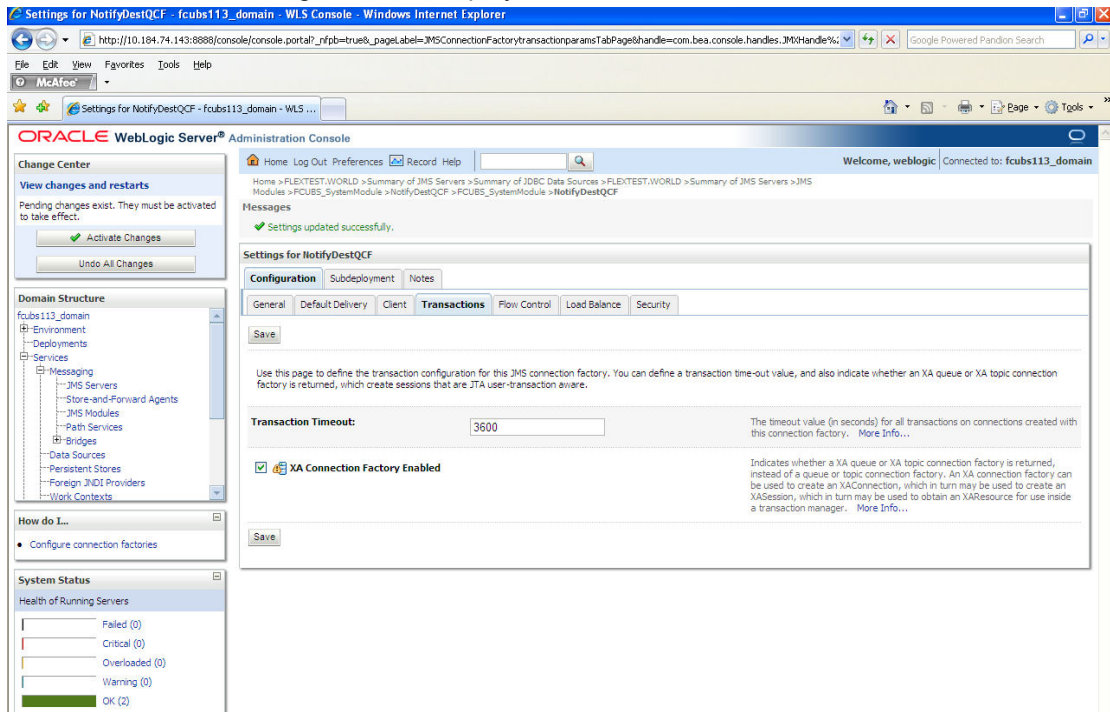 Settings for NotifyDestQCF - fcubs113_domain - WLS Console - Windows Internet Explorer
http://10.184.74.143:8888/console/console.portal?_nfpb=true&_pageLabel=JMSConnectionFactorytransactionparamsTabPage&handle=com.bea.console.handles.JMXHandle%
Google Powered Pandion Search
File Edit View Favorites Tools Help
McAfee
Settings for NotifyDestQCF - fcubs113_domain - WLS ...
Page Tools
ORACLE WebLogic Server® Administration Console
Change Center
View changes and restarts
Pending changes exist. They must be activated
to take effect.
Activate Changes
Undo All Changes
Domain Structure
fcubs113_domain
Environment
Deployments
Services
Messaging
JMS Servers
Store-and-Forward Agents
JMS Modules
Path Services
Bridges
Data Sources
Persistent Stores
Foreign JNDI Providers
Work Contexts
How do I...
Configure connection factories
System Status
Health of Running Servers
Failed (0)
Critical (0)
Overloaded (0)
Warning (0)
OK (2)
Home Log Out Preferences Record Help
Welcome, weblogic Connected to: fcubs113_domain
Home >FLEXTEST.WORLD >Summary of JMS Servers >Summary of JDBC Data Sources >FLEXTEST.WORLD >Summary of JMS Servers >JMS
Modules >FCUBS_SystemModule >NotifyDestQCF >FCUBS_SystemModule >NotifyDestQCF
Messages
Settings updated successfully.
Settings for NotifyDestQCF
Configuration Subdeployment Notes
General Default Delivery Client Transactions Flow Control Load Balance Security
Save
Use this page to define the transaction configuration for this JMS connection factory. You can define a transaction time-out value, and also indicate whether an XA queue or XA topic connection
factory is returned, which create sessions that are JTA user-transaction aware.
Transaction Timeout:
3600
The timeout value (in seconds) for all transactions on connections created with
this connection factory. More Info...
XA Connection Factory Enabled
Indicates whether a XA queue or XA topic connection factory is returned,
instead of a queue or topic connection factory. An XA connection factory can
be used to create an XAConnection, which in turn may be used to create an
XASession, which in turn may be used to obtain an XAResource for use inside
a transaction manager. More Info...
Save